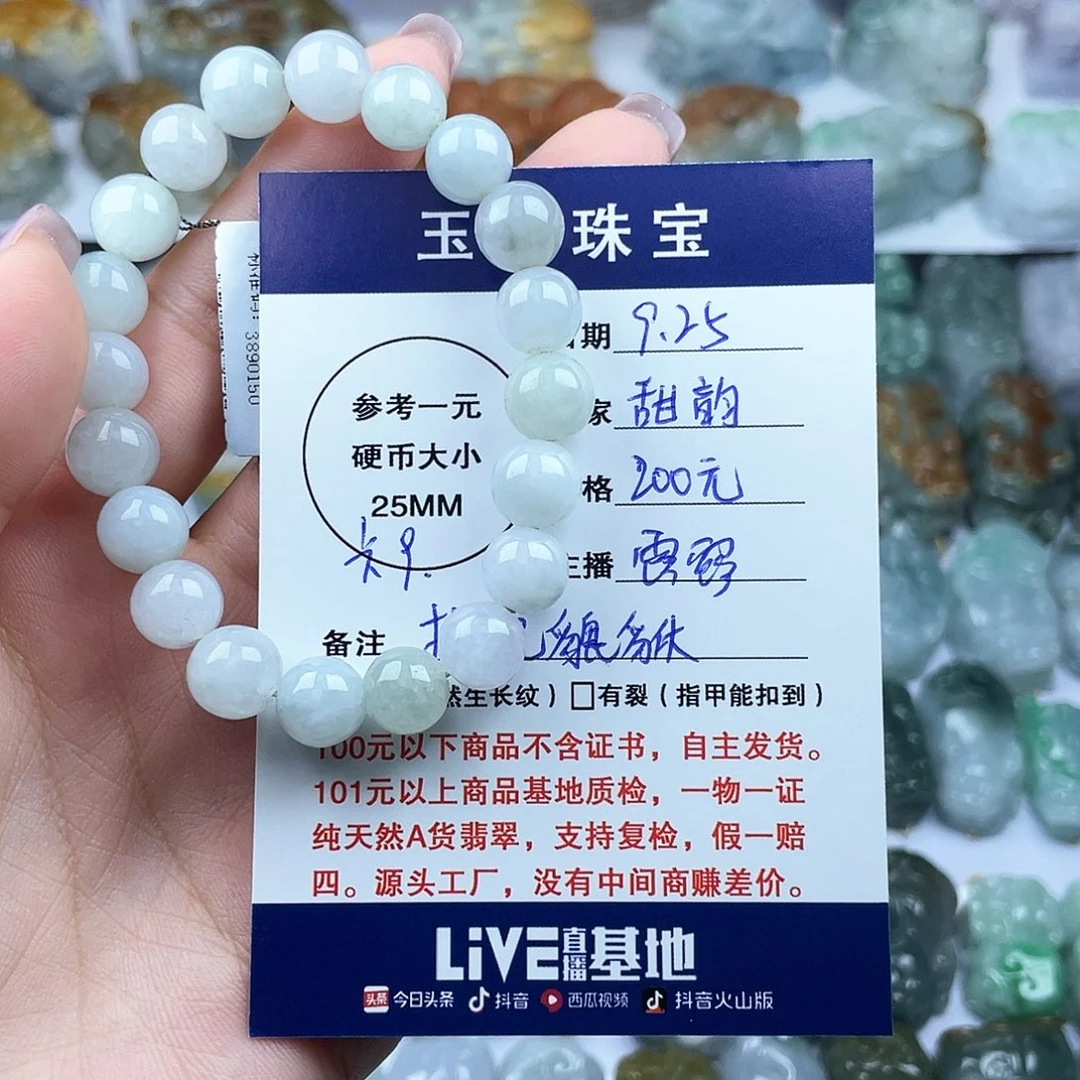 玉 珠宝
标准码：3890150
期 9.25
参考一元
硬币大小
25MM
家 甜韵
格 200元
主播
备注
然生长纹）□有裂（指甲能扣到）
100元以下商品不含证书，自主发货。
101元以上商品基地质检，一物一证
纯天然A货翡翠，支持复检，假一赔
四。源头工厂，没有中间商赚差价。
LiVE直播基地
头条 今日头条 抖音 西瓜视频 抖音火山版